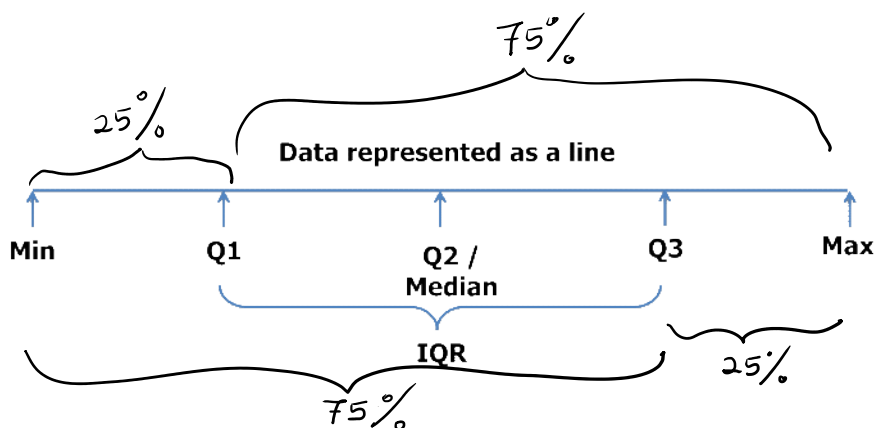 75%
25%
Data represented as a line
Min
Q1
Q2 /
Median
Q3
Max
IQR
25%
75%